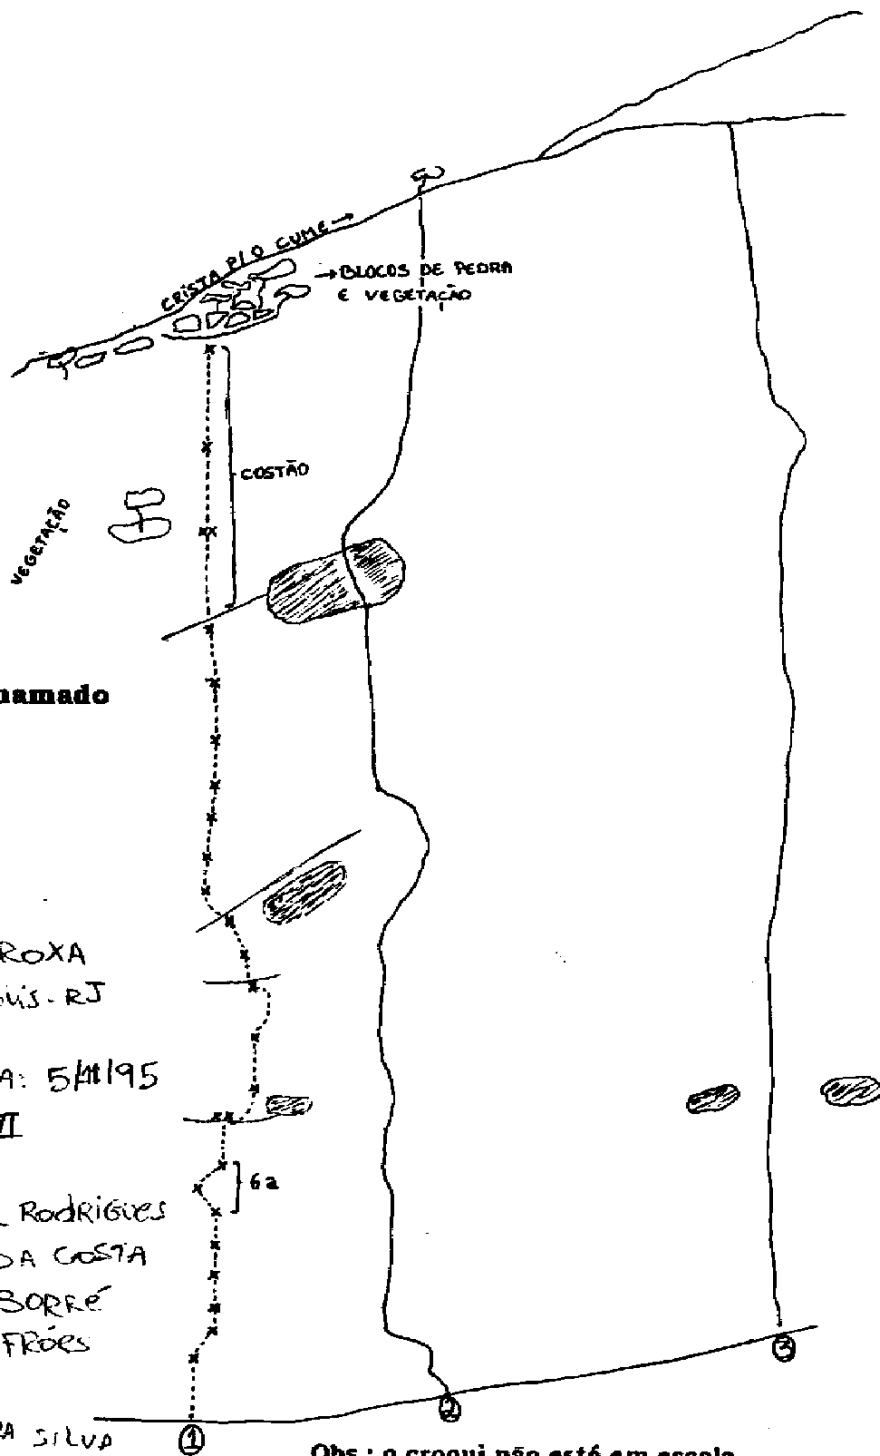 CRISTA P/ O CUME →
→ BLOCOS DE PEDRA
E VEGETAÇÃO
COSTÃO
VEGETAÇÃO
hamado
ROXA
RJ
A: 5/11/95
II
6a
RODRIGUES
DA COSTA
BORRÉ
FRÓES
SILVA
1
2
3
Obs.: o croqui não está em escala